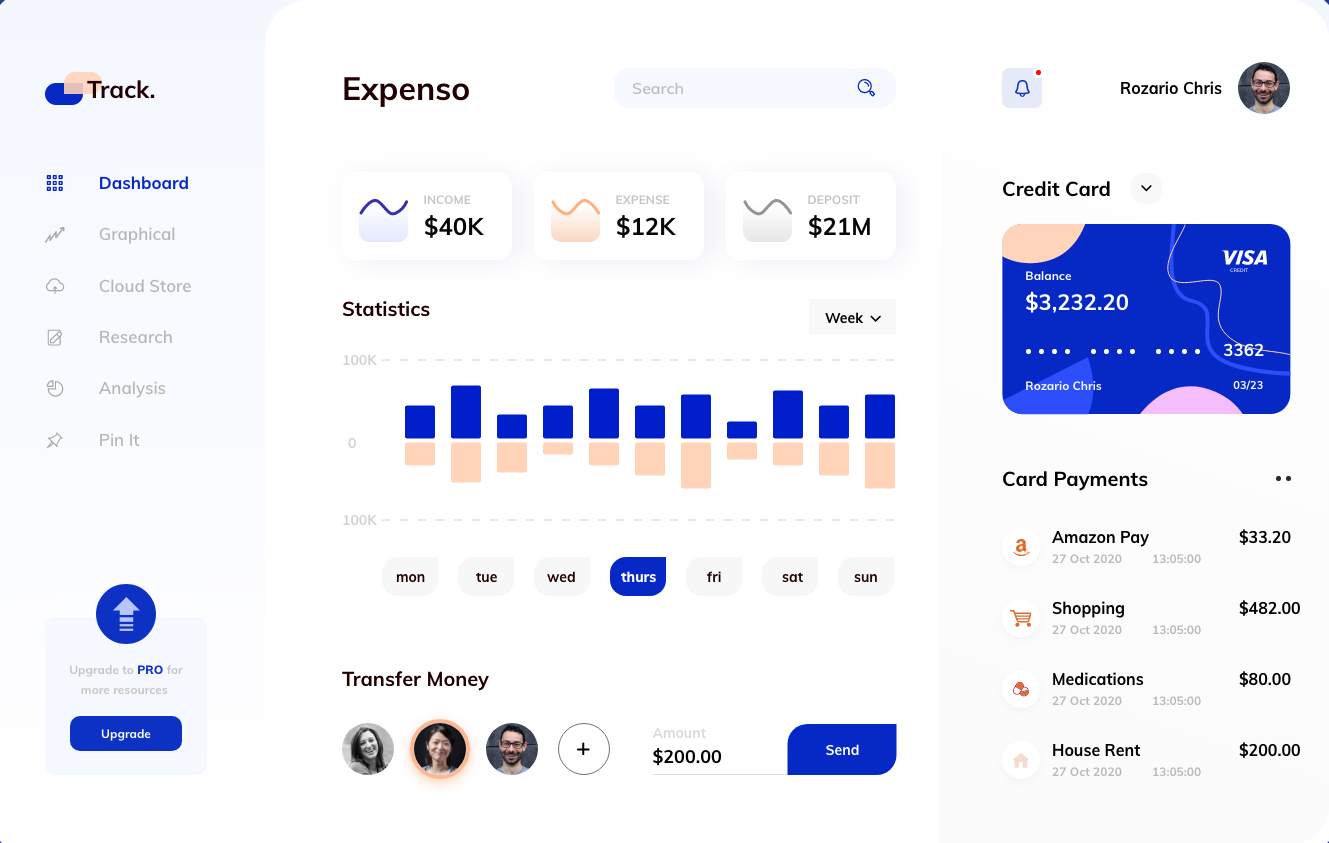 Track.
Dashboard
Graphical
Cloud Store
Research
Analysis
Pin It
Upgrade to PRO for
more resources
Upgrade
Expenso
Search
INCOME
$40K
EXPENSE
$12K
DEPOSIT
$21M
Statistics
Week
100K
0
100K
mon tue wed thurs fri sat sun
Transfer Money
+
Amount
$200.00
Send
Rozario Chris
Credit Card
VISA
CREDIT
Balance
$3,232.20
3362
Rozario Chris 03/23
Card Payments
Amazon Pay $33.20
27 Oct 2020 13:05:00
Shopping $482.00
27 Oct 2020 13:05:00
Medications $80.00
27 Oct 2020 13:05:00
House Rent $200.00
27 Oct 2020 13:05:00